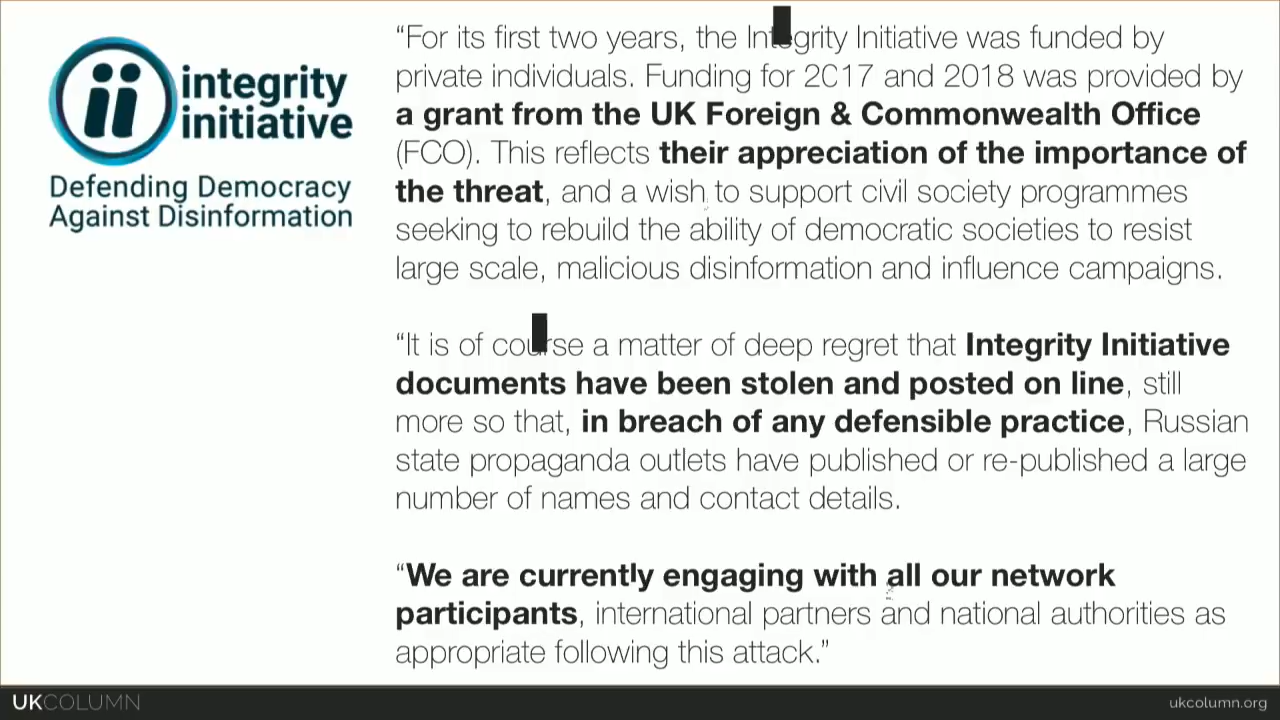 ii integrity
initiative
Defending Democracy
Against Disinformation
“For its first two years, the Integrity Initiative was funded by
private individuals. Funding for 2017 and 2018 was provided by
a grant from the UK Foreign & Commonwealth Office
(FCO). This reflects their appreciation of the importance of
the threat, and a wish to support civil society programmes
seeking to rebuild the ability of democratic societies to resist
large scale, malicious disinformation and influence campaigns.
“It is of course a matter of deep regret that Integrity Initiative
documents have been stolen and posted on line, still
more so that, in breach of any defensible practice, Russian
state propaganda outlets have published or re-published a large
number of names and contact details.
“We are currently engaging with all our network
participants, international partners and national authorities as
appropriate following this attack.”
UKCOLUMN
ukcolumn.org